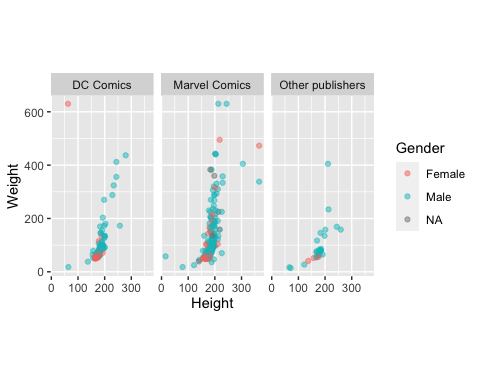 DC Comics Marvel Comics Other publishers
600
400
200
0
Weight
0 100 200 300 0 100 200 300 0 100 200 300
Height
Gender
Female
Male
NA